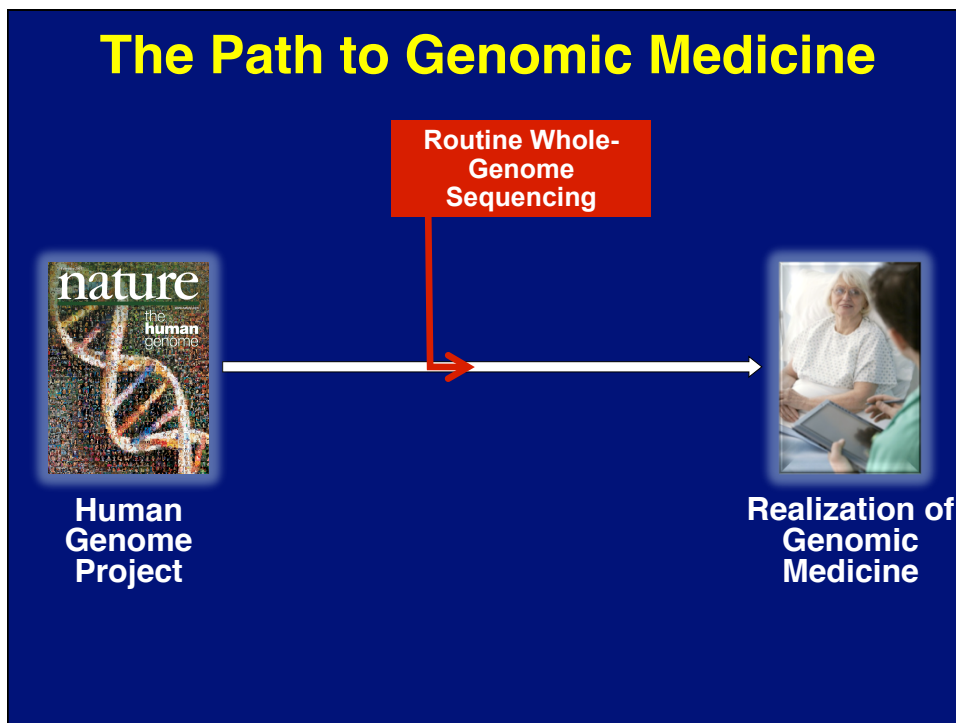 The Path to Genomic Medicine
Routine Whole-
Genome
Sequencing
nature
the
human
genome
Human
Genome
Project
Realization of
Genomic
Medicine